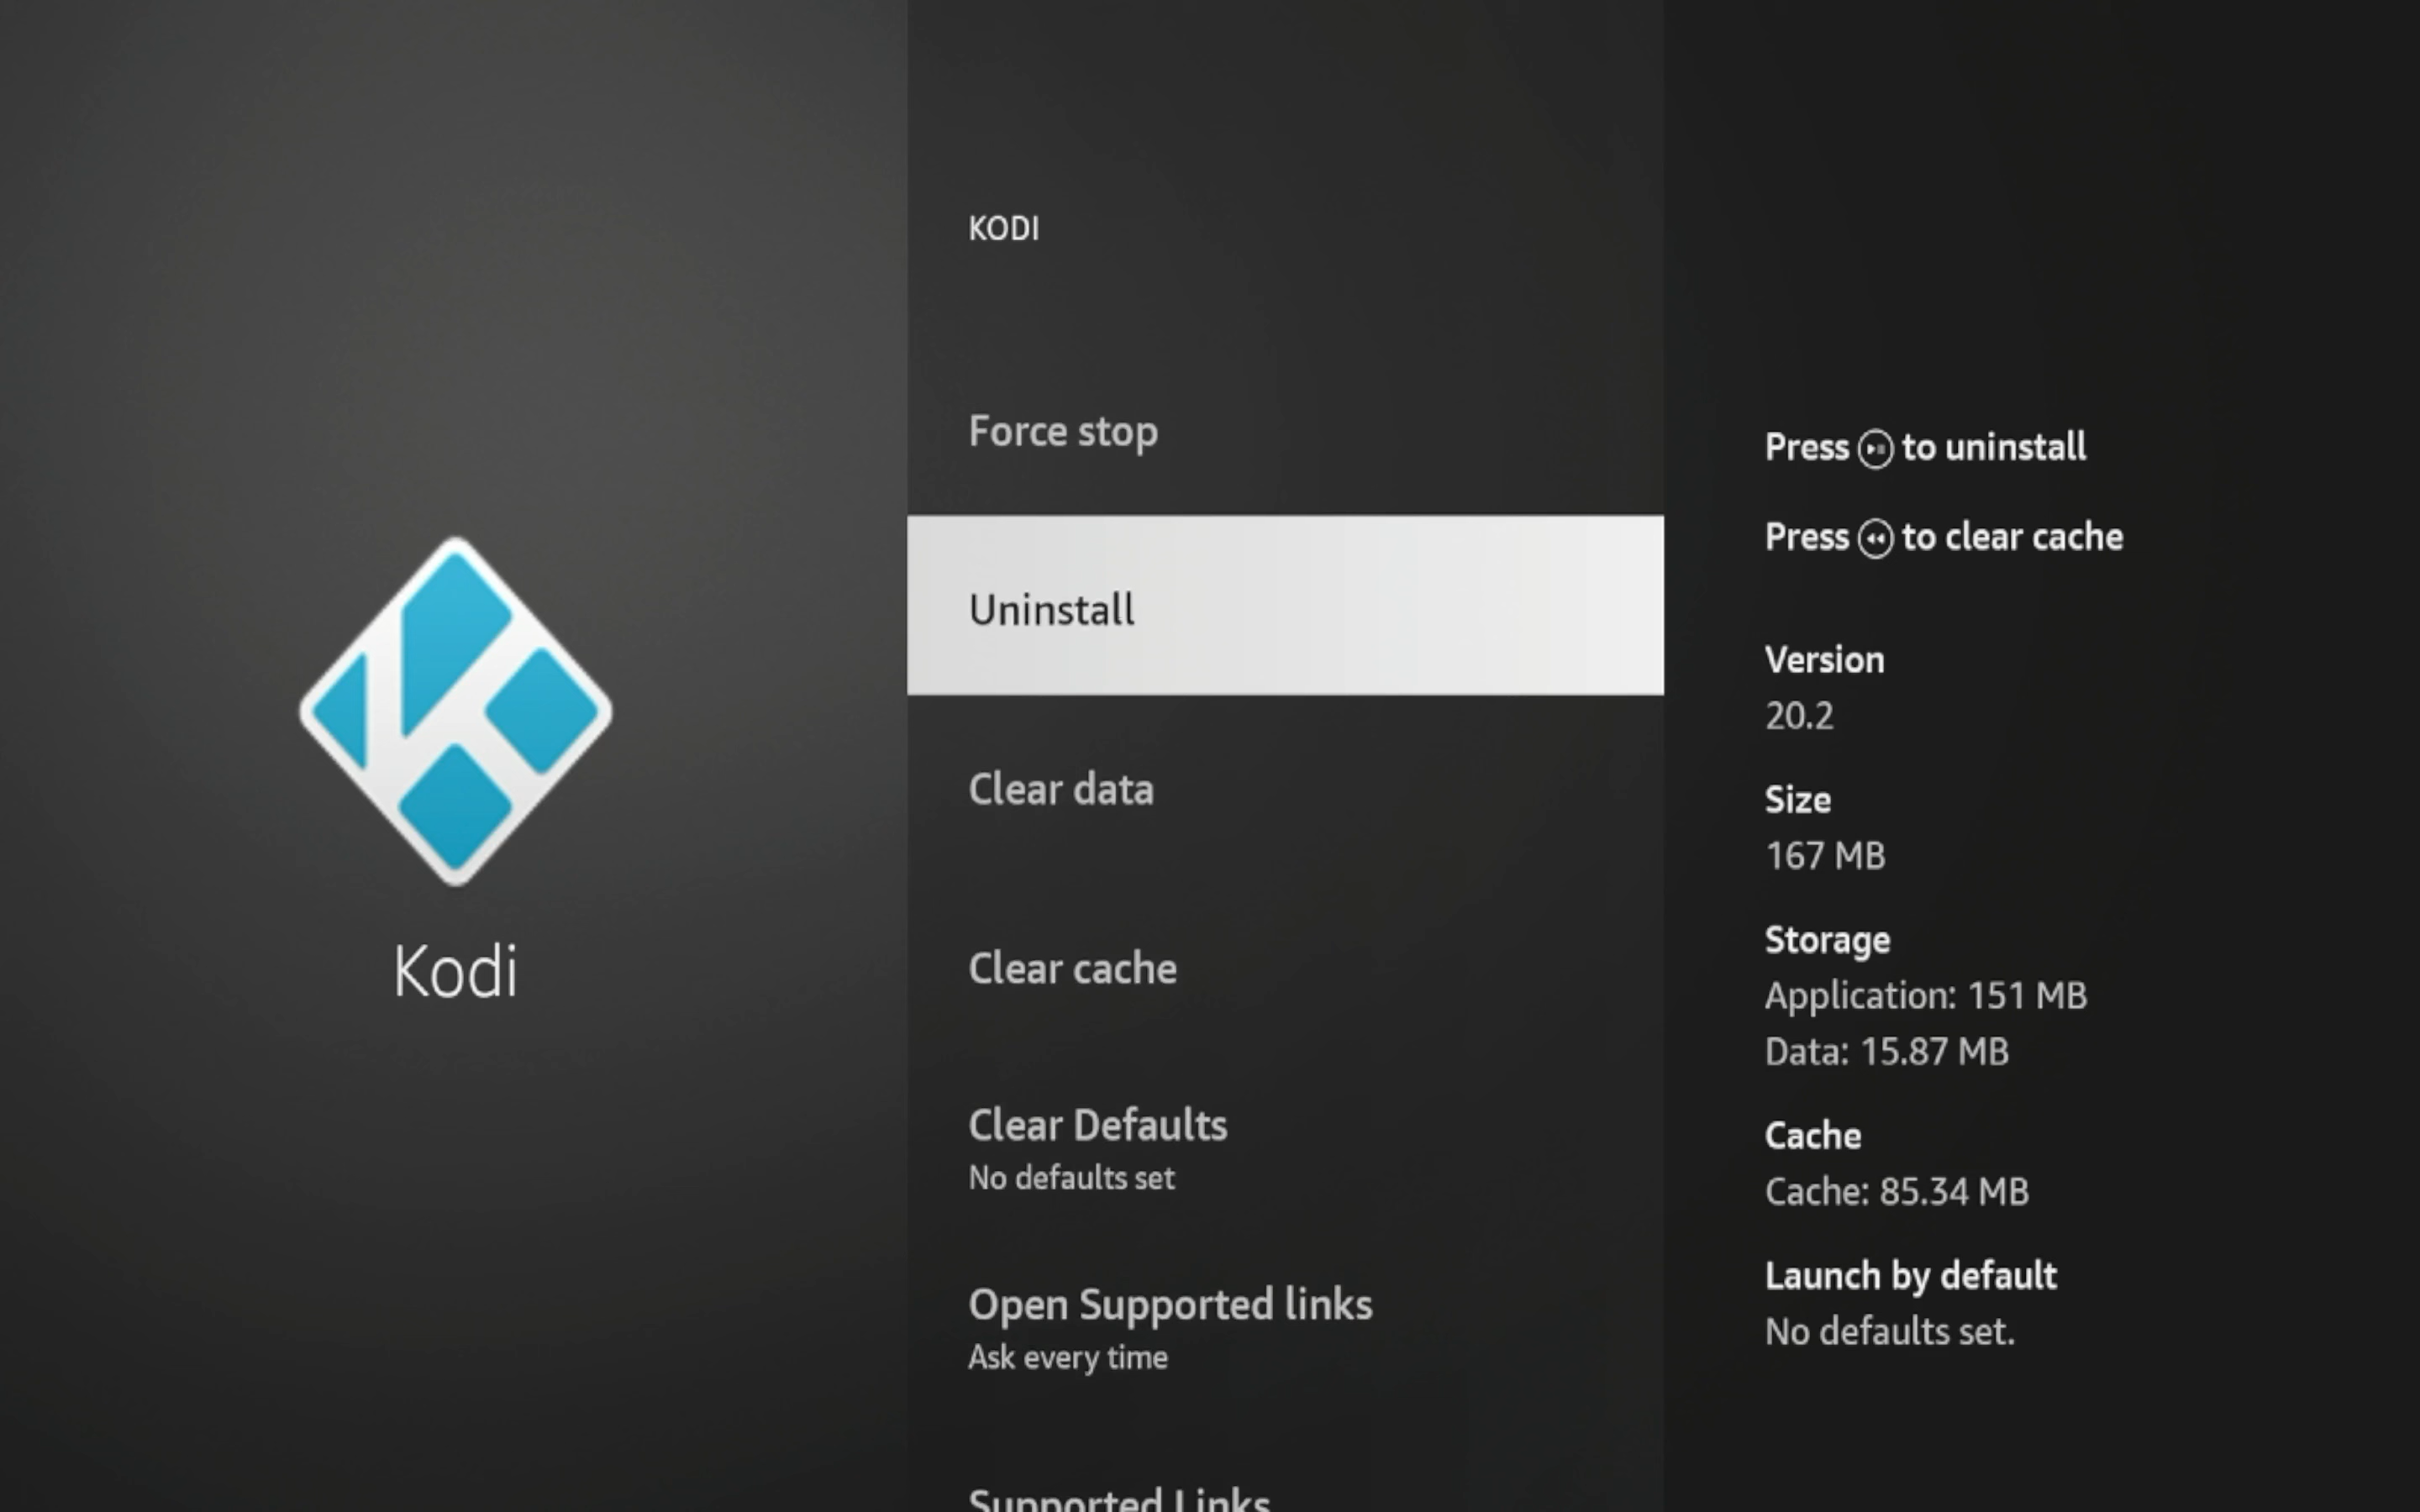 Kodi
KODI
Force stop
Uninstall
Clear data
Clear cache
Clear Defaults
No defaults set
Open Supported links
Ask every time
Supported Links
Press to uninstall
Press to clear cache
Version
20.2
Size
167 MB
Storage
Application: 151 MB
Data: 15.87 MB
Cache
Cache: 85.34 MB
Launch by default
No defaults set.